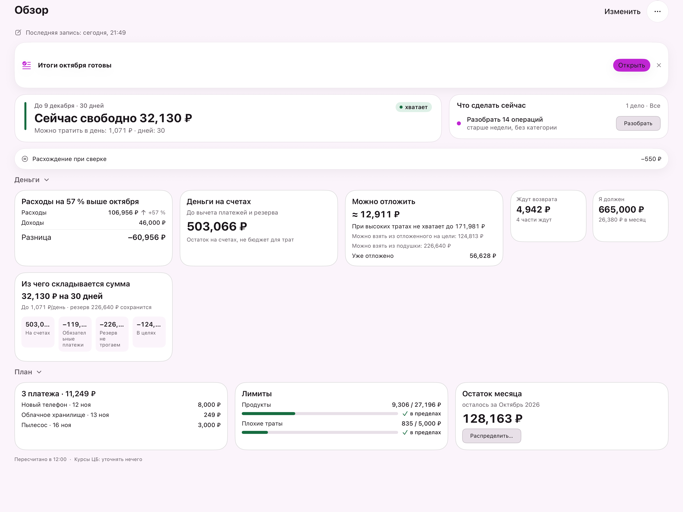 Обзор
Изменить
Последняя запись: сегодня, 21:49
Итоги октября готовы
Открыть
До 9 декабря · 30 дней
хватает
Сейчас свободно 32,130 ₽
Можно тратить в день: 1,071 ₽ · дней: 30
Что сделать сейчас
1 дело · Все
Разобрать 14 операций
старше недели, без категории
Разобрать
Расхождение при сверке
−550 ₽
Деньги
Расходы на 57 % выше октября
Расходы 106,956 ₽ ↑ +57 %
Доходы 46,000 ₽
Разница −60,956 ₽
Деньги на счетах
До вычета платежей и резерва
503,066 ₽
Остаток на счетах, не бюджет для трат
Можно отложить
≈ 12,911 ₽
При высоких тратах не хватает до 171,981 ₽
Можно взять из отложенного на цели: 124,813 ₽
Можно взять из подушки: 226,640 ₽
Уже отложено 56,628 ₽
Ждут возврата
4,942 ₽
4 части ждут
Я должен
665,000 ₽
26,380 ₽ в месяц
Из чего складывается сумма
32,130 ₽ на 30 дней
До 1,071 ₽/день · резерв 226,640 ₽ сохранится
503,0...
На счетах
−119,...
Обязател
ьные
платежи
−226,...
Резерв
не
трогаем
−124,...
В целях
План
3 платежа · 11,249 ₽
Новый телефон · 12 ноя 8,000 ₽
Облачное хранилище · 13 ноя 249 ₽
Пылесос · 16 ноя 3,000 ₽
Лимиты
Продукты 9,306 / 27,196 ₽
✓ в пределах
Плохие траты 835 / 5,000 ₽
✓ в пределах
Остаток месяца
осталось за Октябрь 2026
128,163 ₽
Распределить...
Пересчитано в 12:00 · Курсы ЦБ: уточнять нечего